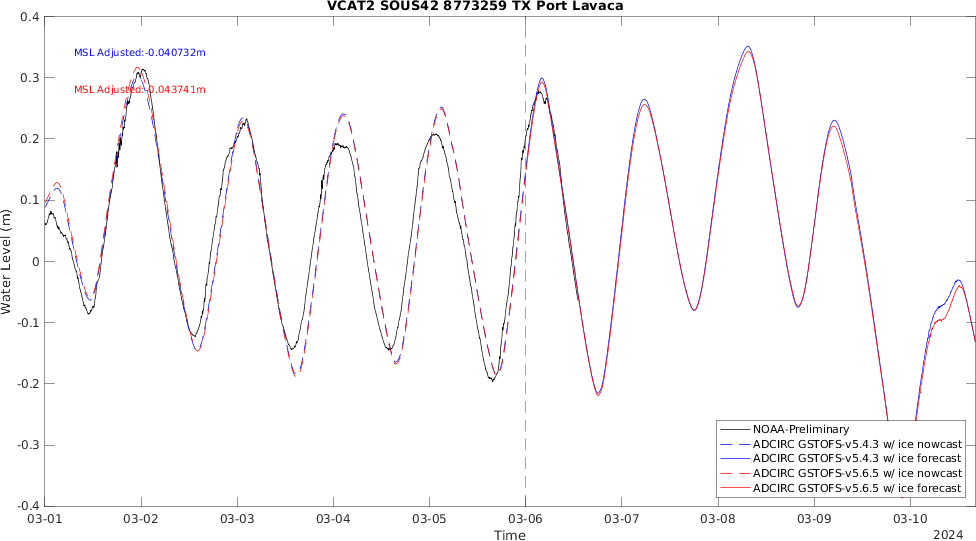 VCAT2 SOUS42 8773259 TX Port Lavaca
MSL Adjusted:-0.040732m
MSL Adjusted:-0.043741m
Water Level (m)
0.4
0.3
0.2
0.1
0
-0.1
-0.2
-0.3
-0.4
NOAA-Preliminary
ADCIRC GSTOFS-v5.4.3 w/ ice nowcast
ADCIRC GSTOFS-v5.4.3 w/ ice forecast
ADCIRC GSTOFS-v5.6.5 w/ ice nowcast
ADCIRC GSTOFS-v5.6.5 w/ ice forecast
03-01 03-02 03-03 03-04 03-05 03-06 03-07 03-08 03-09 03-10
Time
2024